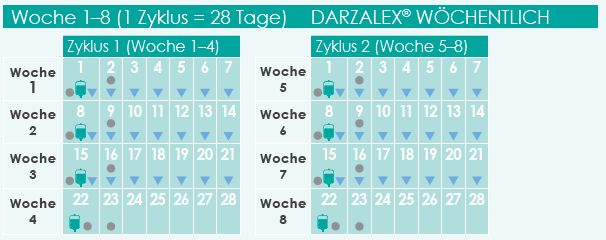 Woche 1–8 (1 Zyklus = 28 Tage) DARZALEX® WÖCHENTLICH
Zyklus 1 (Woche 1–4)
Woche 1 1 2 3 4 5 6 7
Woche 2 8 9 10 11 12 13 14
Woche 3 15 16 17 18 19 20 21
Woche 4 22 23 24 25 26 27 28
Zyklus 2 (Woche 5–8)
Woche 5 1 2 3 4 5 6 7
Woche 6 8 9 10 11 12 13 14
Woche 7 15 16 17 18 19 20 21
Woche 8 22 23 24 25 26 27 28